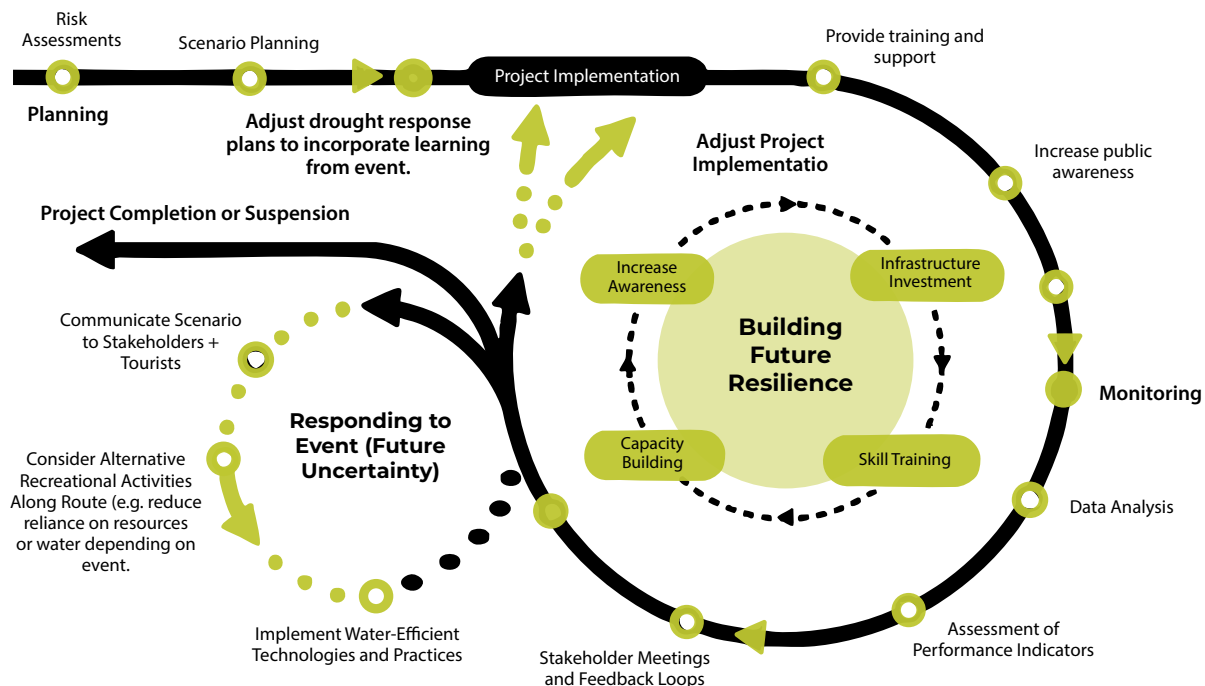 Risk
Assessments
Scenario Planning
Project Implementation
Provide training and
support
Planning
Adjust drought response
plans to incorporate learning
from event.
Adjust Project
Implementatio
Increase public
awareness
Project Completion or Suspension
Increase
Awareness
Infrastructure
Investment
Communicate Scenario
to Stakeholders +
Tourists
Building
Future
Resilience
Monitoring
Responding to
Event (Future
Uncertainty)
Capacity
Building
Skill Training
Consider Alternative
Recreational Activities
Along Route (e.g. reduce
reliance on resources
or water depending on
event.
Data Analysis
Implement Water-Efficient
Technologies and Practices
Stakeholder Meetings
and Feedback Loops
Assessment of
Performance Indicators